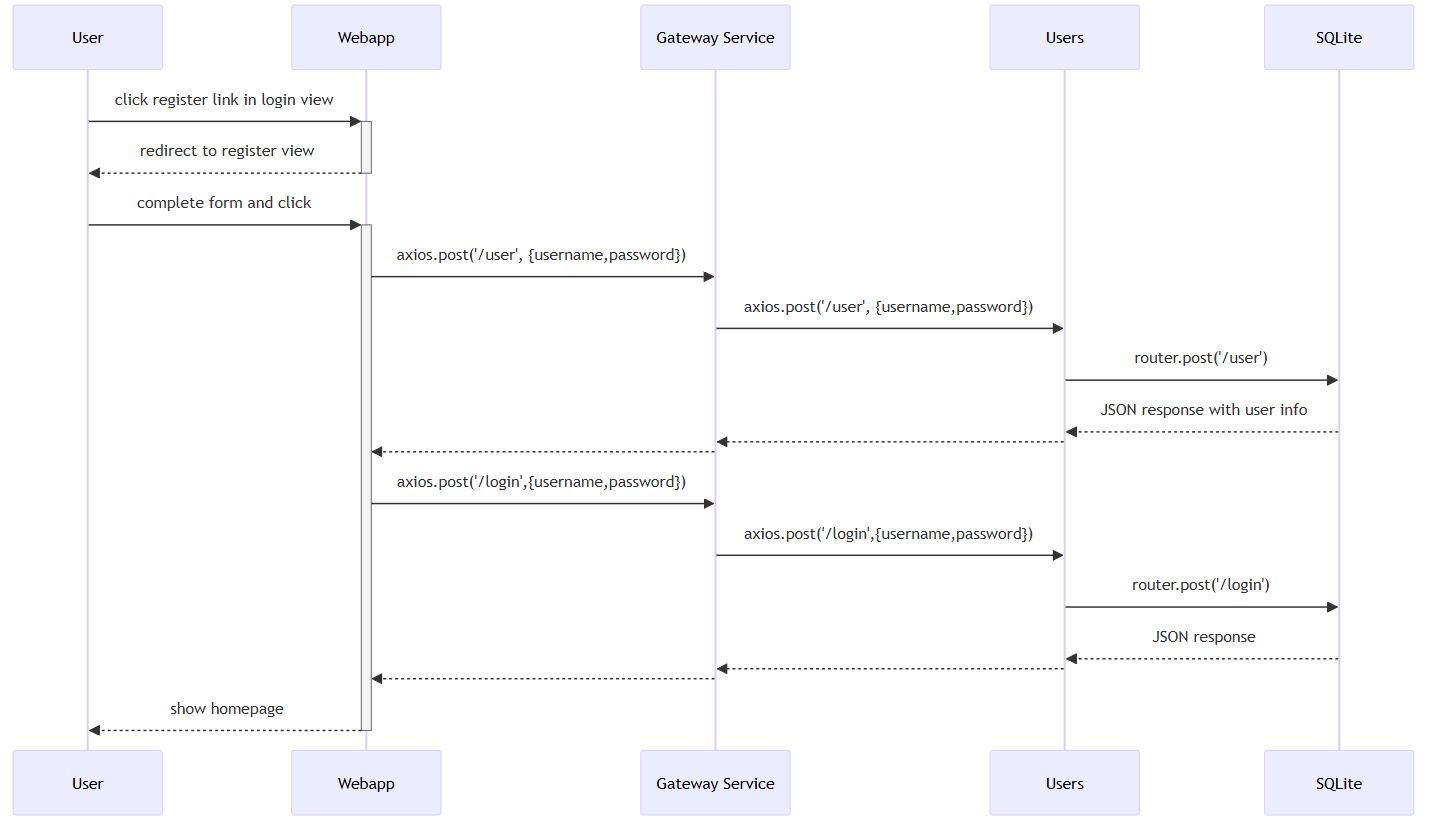 User
Webapp
Gateway Service
Users
SQLite
click register link in login view
redirect to register view
complete form and click
axios.post('/user', {username,password})
axios.post('/user', {username,password})
router.post('/user')
JSON response with user info
axios.post('/login',{username,password})
axios.post('/login',{username,password})
router.post('/login')
JSON response
show homepage
User
Webapp
Gateway Service
Users
SQLite